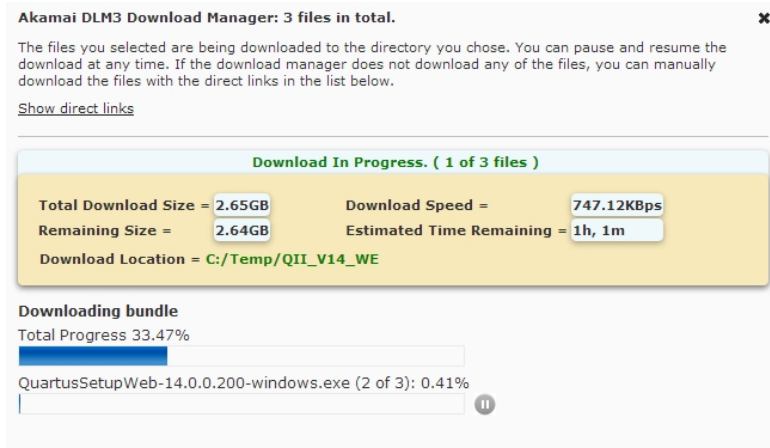 Akamai DLM3 Download Manager: 3 files in total.
The files you selected are being downloaded to the directory you chose. You can pause and resume the
download at any time. If the download manager does not download any of the files, you can manually
download the files with the direct links in the list below.
Show direct links
Download In Progress. ( 1 of 3 files )
Total Download Size = 2.65GB Download Speed = 747.12KBps
Remaining Size = 2.64GB Estimated Time Remaining = 1h, 1m
Download Location = C:/Temp/QII_V14_WE
Downloading bundle
Total Progress 33.47%
QuartusSetupWeb-14.0.0.200-windows.exe (2 of 3): 0.41%